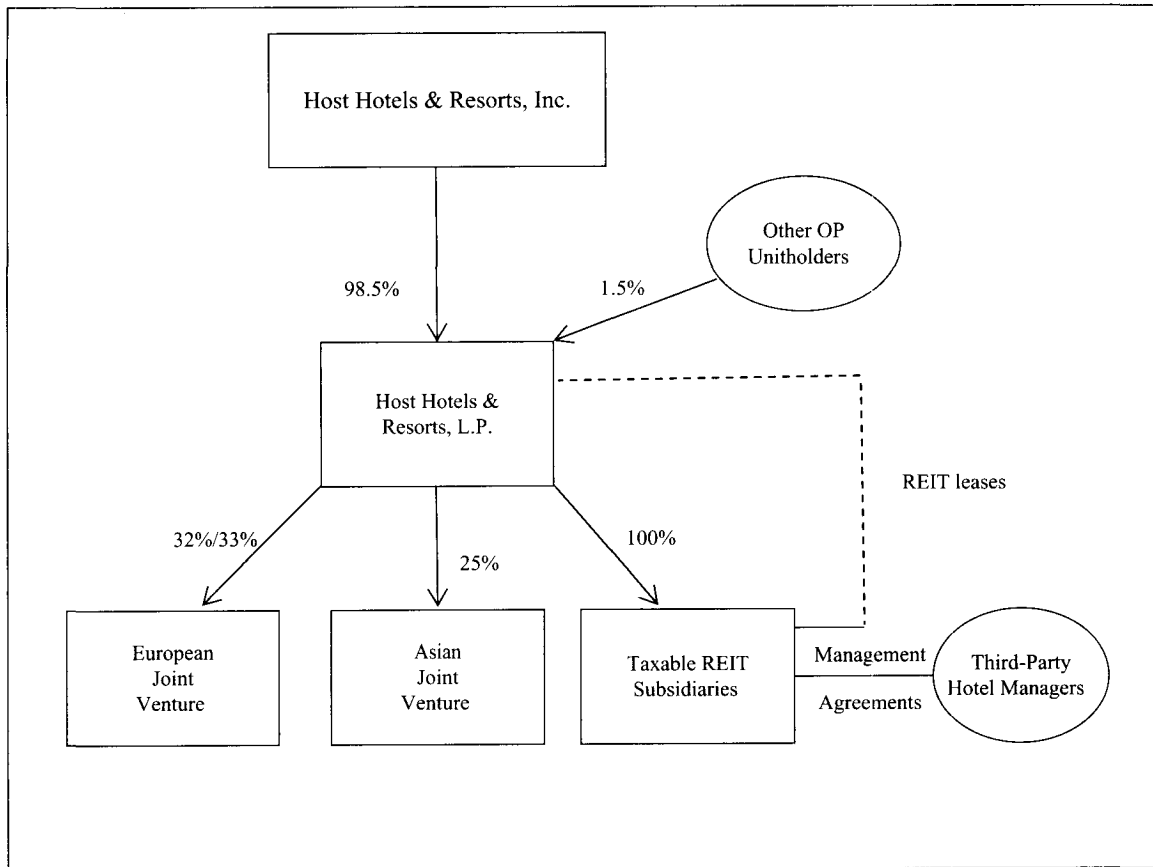 Host Hotels & Resorts, Inc.
Other OP
Unitholders
98.5%
1.5%
Host Hotels &
Resorts, L.P.
REIT leases
32%/33%
25%
100%
European
Joint
Venture
Asian
Joint
Venture
Taxable REIT
Subsidiaries
Management
Agreements
Third-Party
Hotel Managers